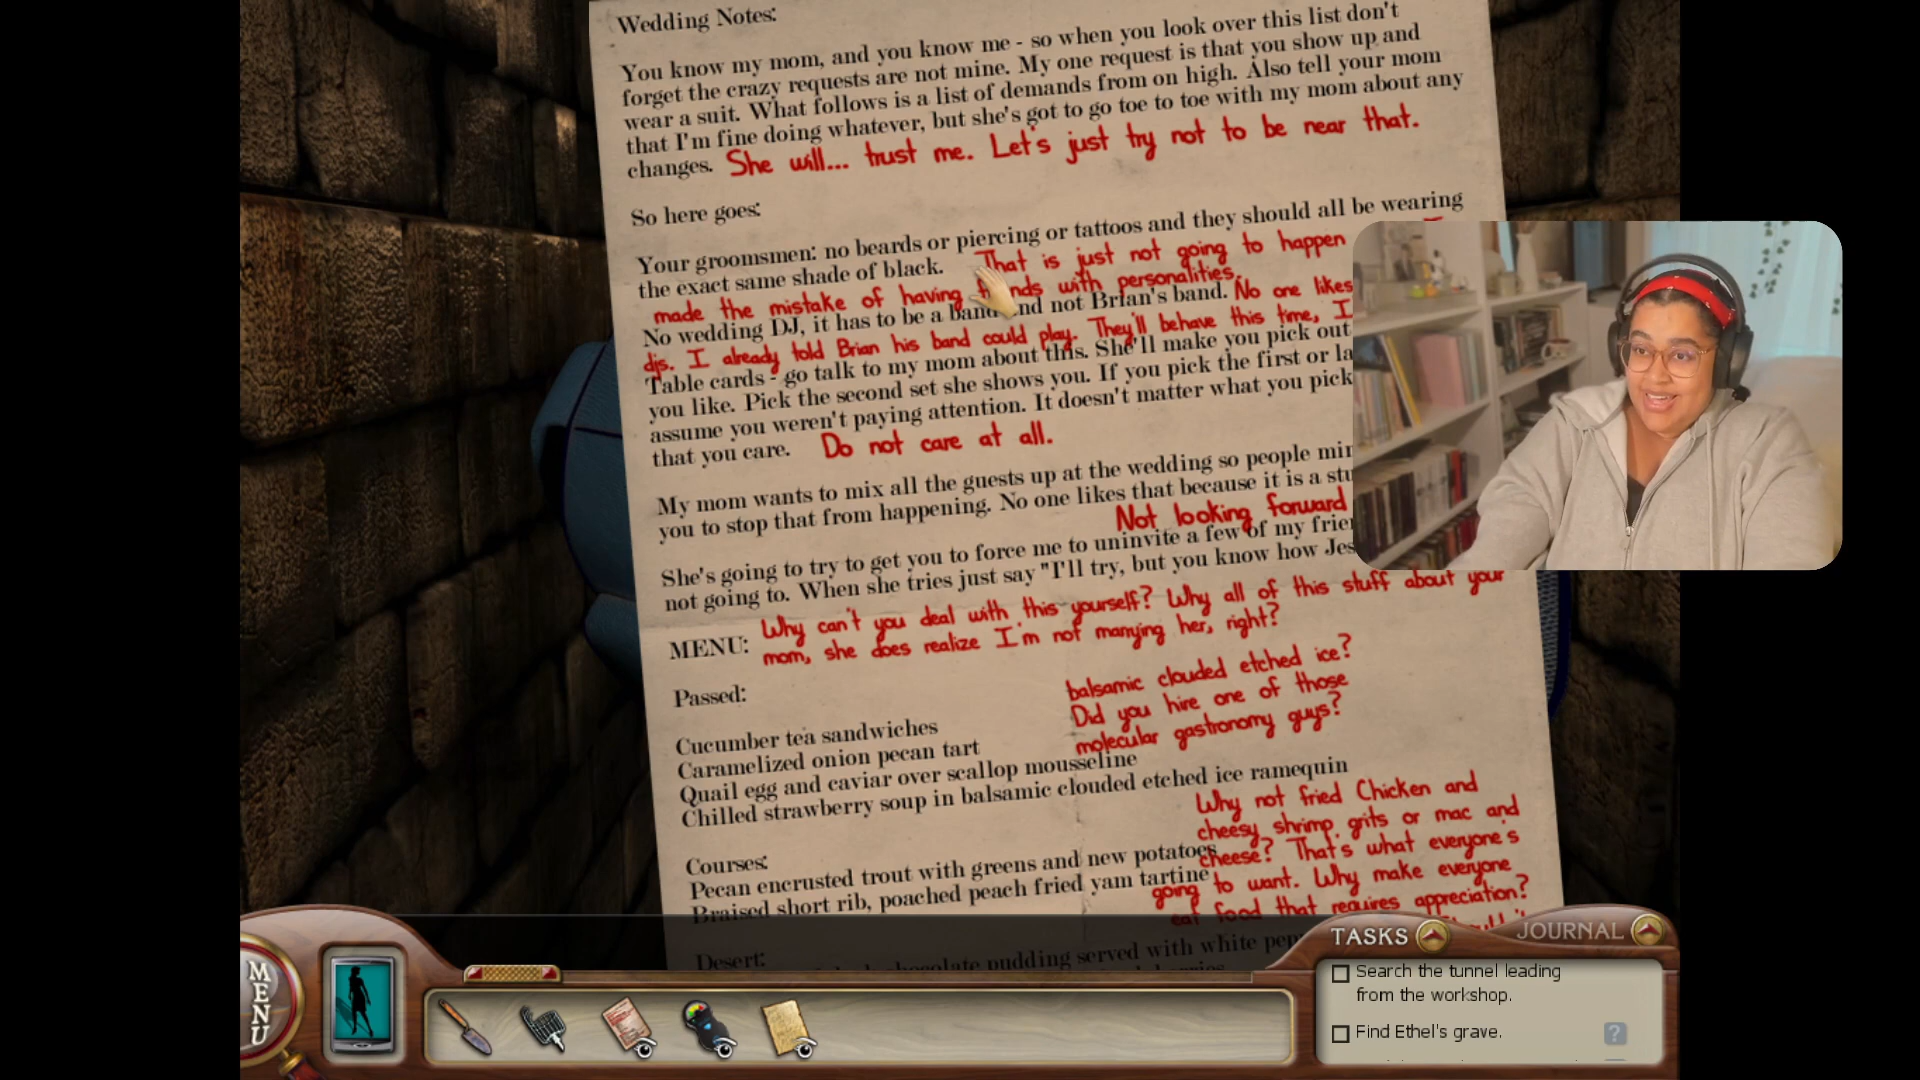 Wedding Notes:
You know my mom, and you know me - so when you look over this list don't
forget the crazy requests are not mine. My one request is that you show up and
wear a suit. What follows is a list of demands from on high. Also tell your mom
that I'm fine doing whatever, but she's got to go toe to toe with my mom about any
changes. She will... trust me. Let's just try not to be near that.
So here goes:
Your groomsmen: no beards or piercing or tattoos and they should all be wearing
the exact same shade of black. That is just not going to happen
made the mistake of having with personalities.
No wedding DJ, it has to be a band and not Brian's band. No one likes
djs. I already told Brian his band could play. They'll behave this time, I
Table cards - go talk to my mom about this. She'll make you pick out
you like. Pick the second set she shows you. If you pick the first or
assume you weren't paying attention. It doesn't matter what you pick
that you care. Do not care at all.
My mom wants to mix all the guests up at the wedding so people
you to stop that from happening. No one likes that because it is a
Not looking forward
She's going to try to get you to force me to uninvite a few of my
not going to. When she tries just say "I'll try, but you know how
Why can't you deal with this yourself? Why all of this stuff about your
MENU: mom, she does realize I'm not marrying her, right?
Passed:
balsamic clouded etched ice?
Did you hire one of those
molecular gastronomy guys?
Cucumber tea sandwiches
Caramelized onion pecan tart
Quail egg and caviar over scallop mousseline
Chilled strawberry soup in balsamic clouded etched ice ramequin
Why not fried Chicken and
cheesy shrimp grits or mac and
cheese? That's what everyone's
going to want. Why make everyone
eat food that requires appreciation?
Courses:
Pecan encrusted trout with greens and new potatoes
Braised short rib, poached peach fried yam tartine
Desert:
chocolate pudding served with white
MENU
TASKS
JOURNAL
Search the tunnel leading
from the workshop.
Find Ethel's grave.
?